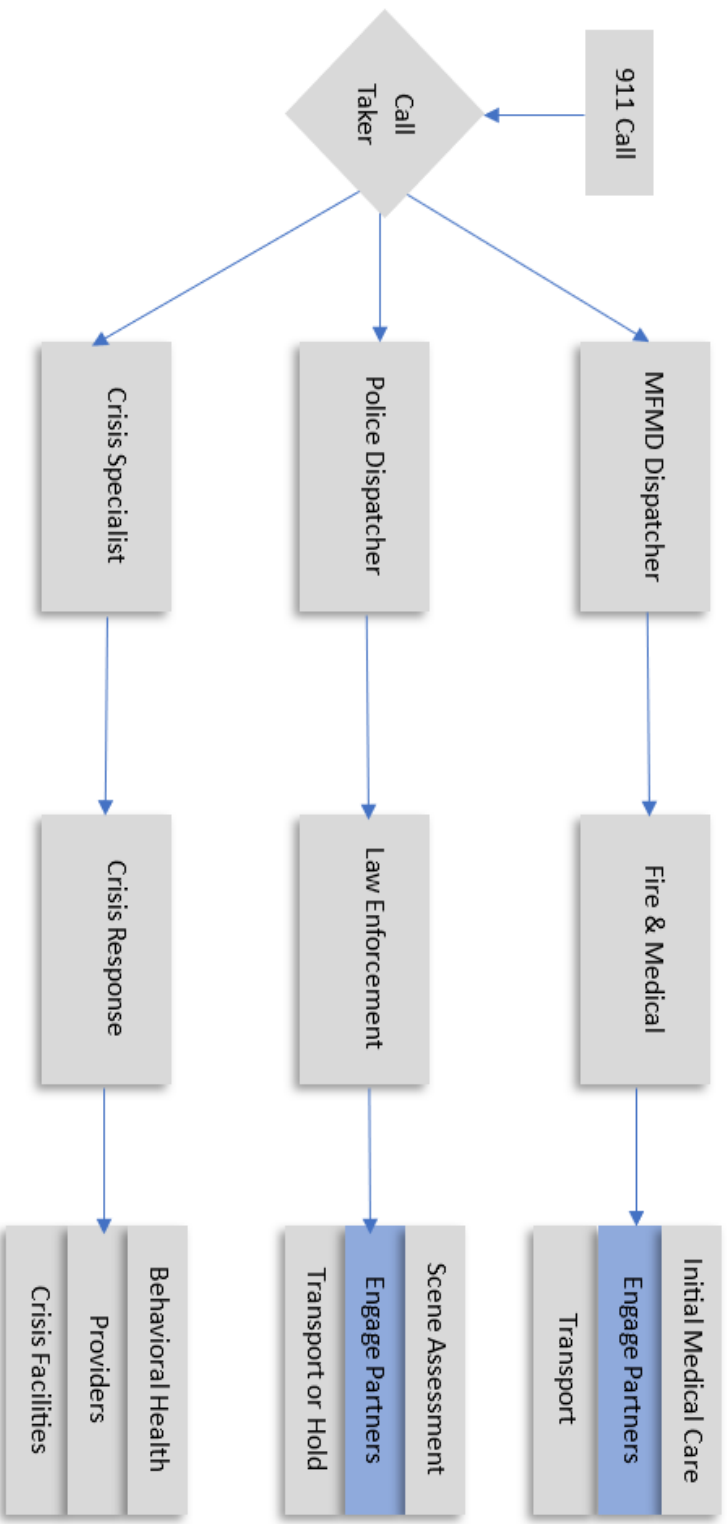 911 Call
Call
Taker
MFMD Dispatcher
Fire & Medical
Initial Medical Care
Engage Partners
Transport
Police Dispatcher
Law Enforcement
Scene Assessment
Engage Partners
Transport or Hold
Crisis Specialist
Crisis Response
Behavioral Health
Providers
Crisis Facilities